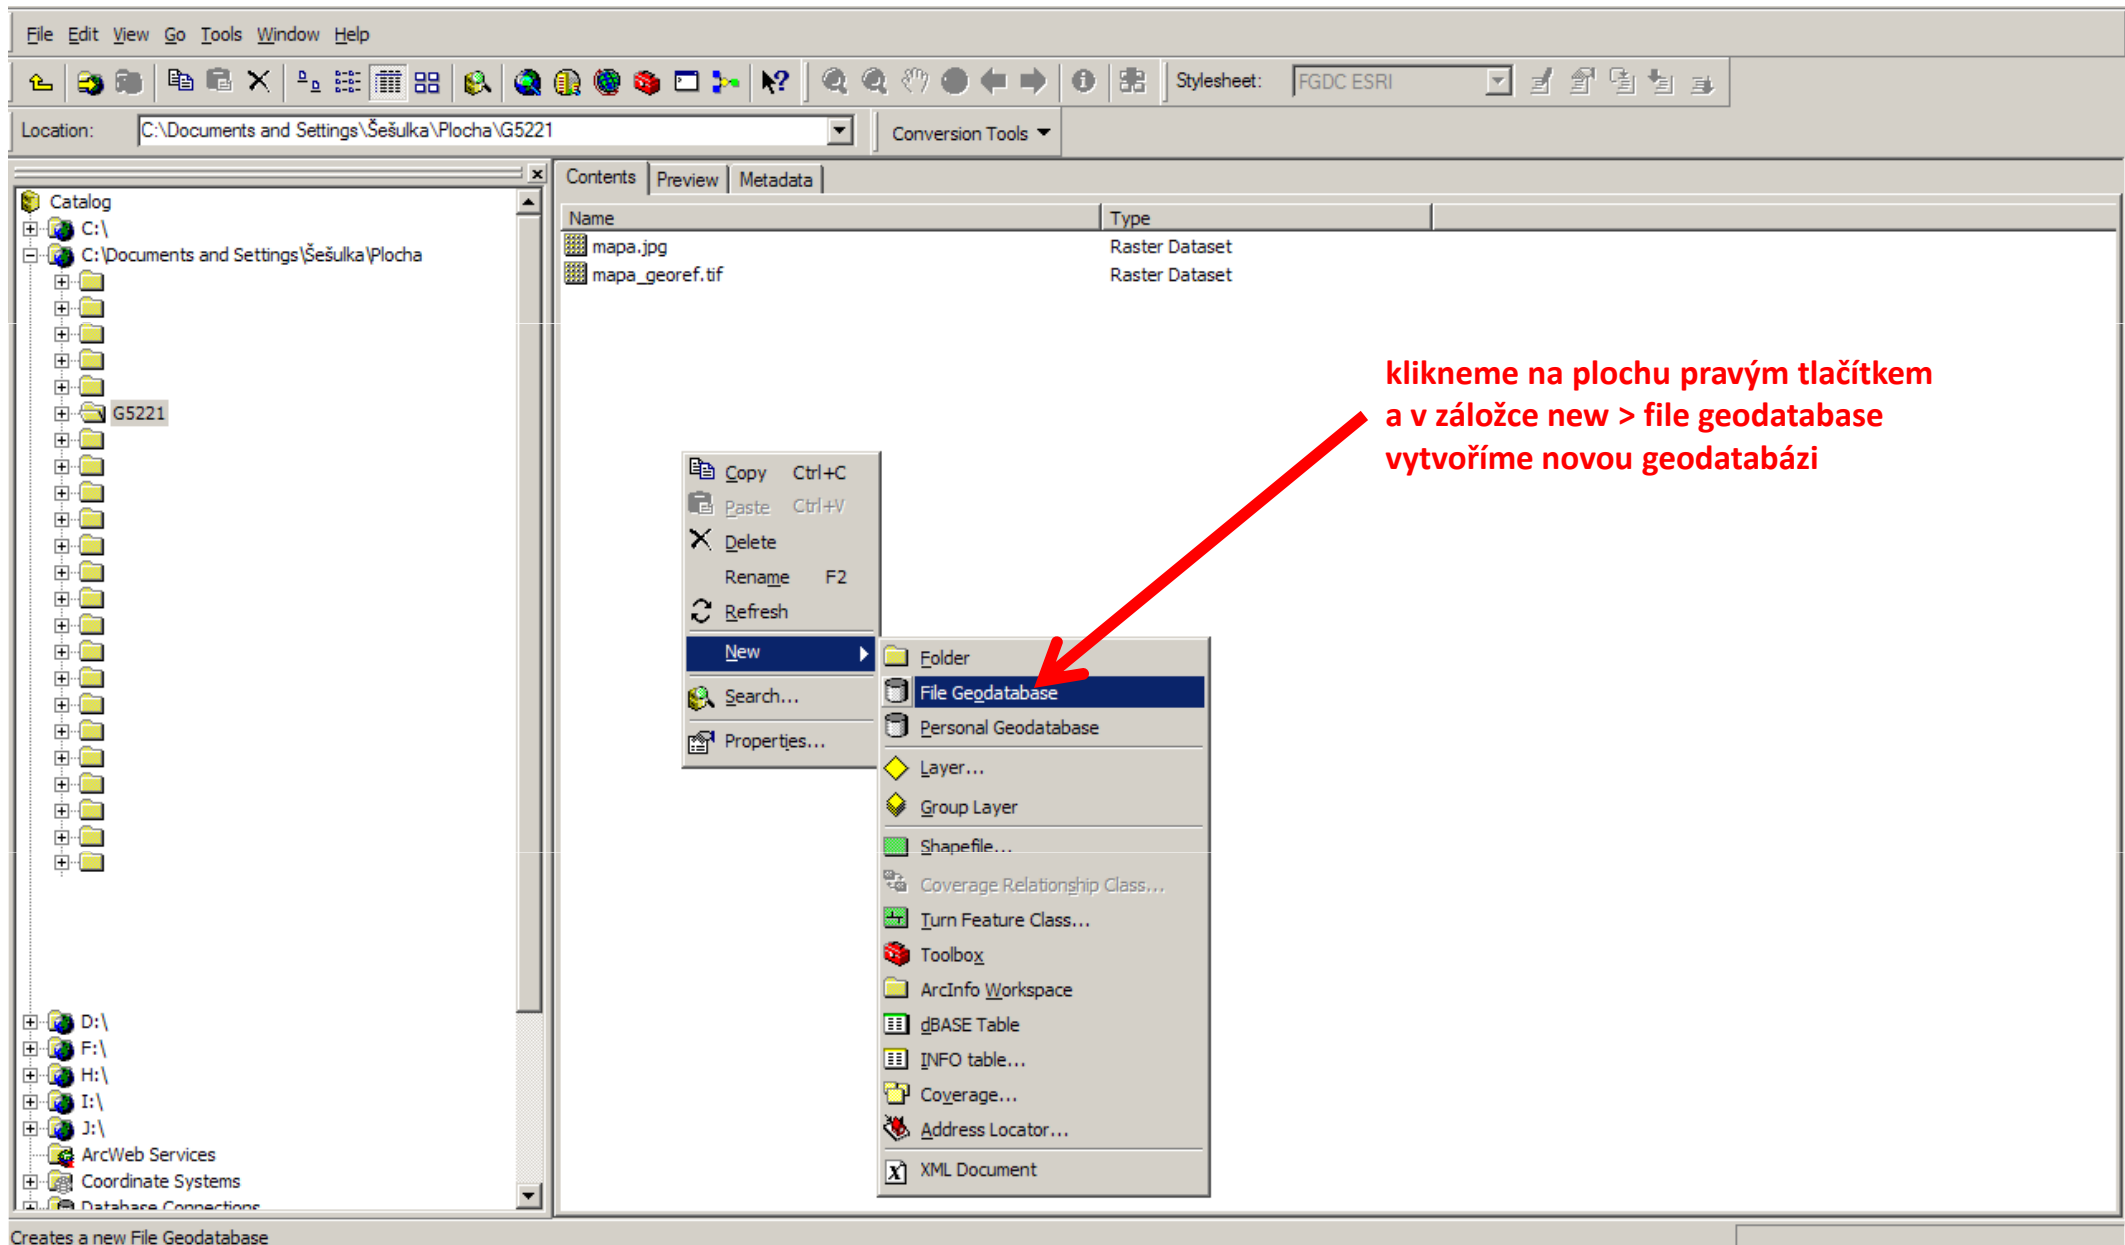 File Edit View Go Tools Window Help
Stylesheet: FGDC ESRI
Location: C:\Documents and Settings\Šešulka\Plocha\G5221 Conversion Tools
Contents Preview Metadata
Catalog
C:\
C:\Documents and Settings\Šešulka\Plocha
G5221
D:\
F:\
H:\
I:\
J:\
ArcWeb Services
Coordinate Systems
Database Connections
Name Type
mapa.jpg Raster Dataset
mapa_georef.tif Raster Dataset
klikneme na plochu pravým tlačítkem
a v záložce new > file geodatabase
vytvoříme novou geodatabázi
Copy Ctrl+C
Paste Ctrl+V
Delete
Rename F2
Refresh
New
Search...
Properties...
Folder
File Geodatabase
Personal Geodatabase
Layer...
Group Layer
Shapefile...
Coverage Relationship Class...
Turn Feature Class...
Toolbox
ArcInfo Workspace
dBASE Table
INFO table...
Coverage...
Address Locator...
XML Document
Creates a new File Geodatabase